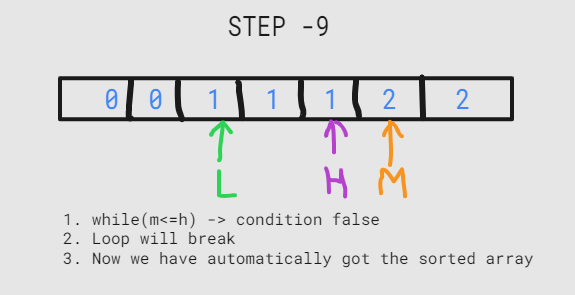 STEP -9
0 0 1 1 1 2 2
L H M
1. while(m<=h) -> condition false
2. Loop will break
3. Now we have automatically got the sorted array